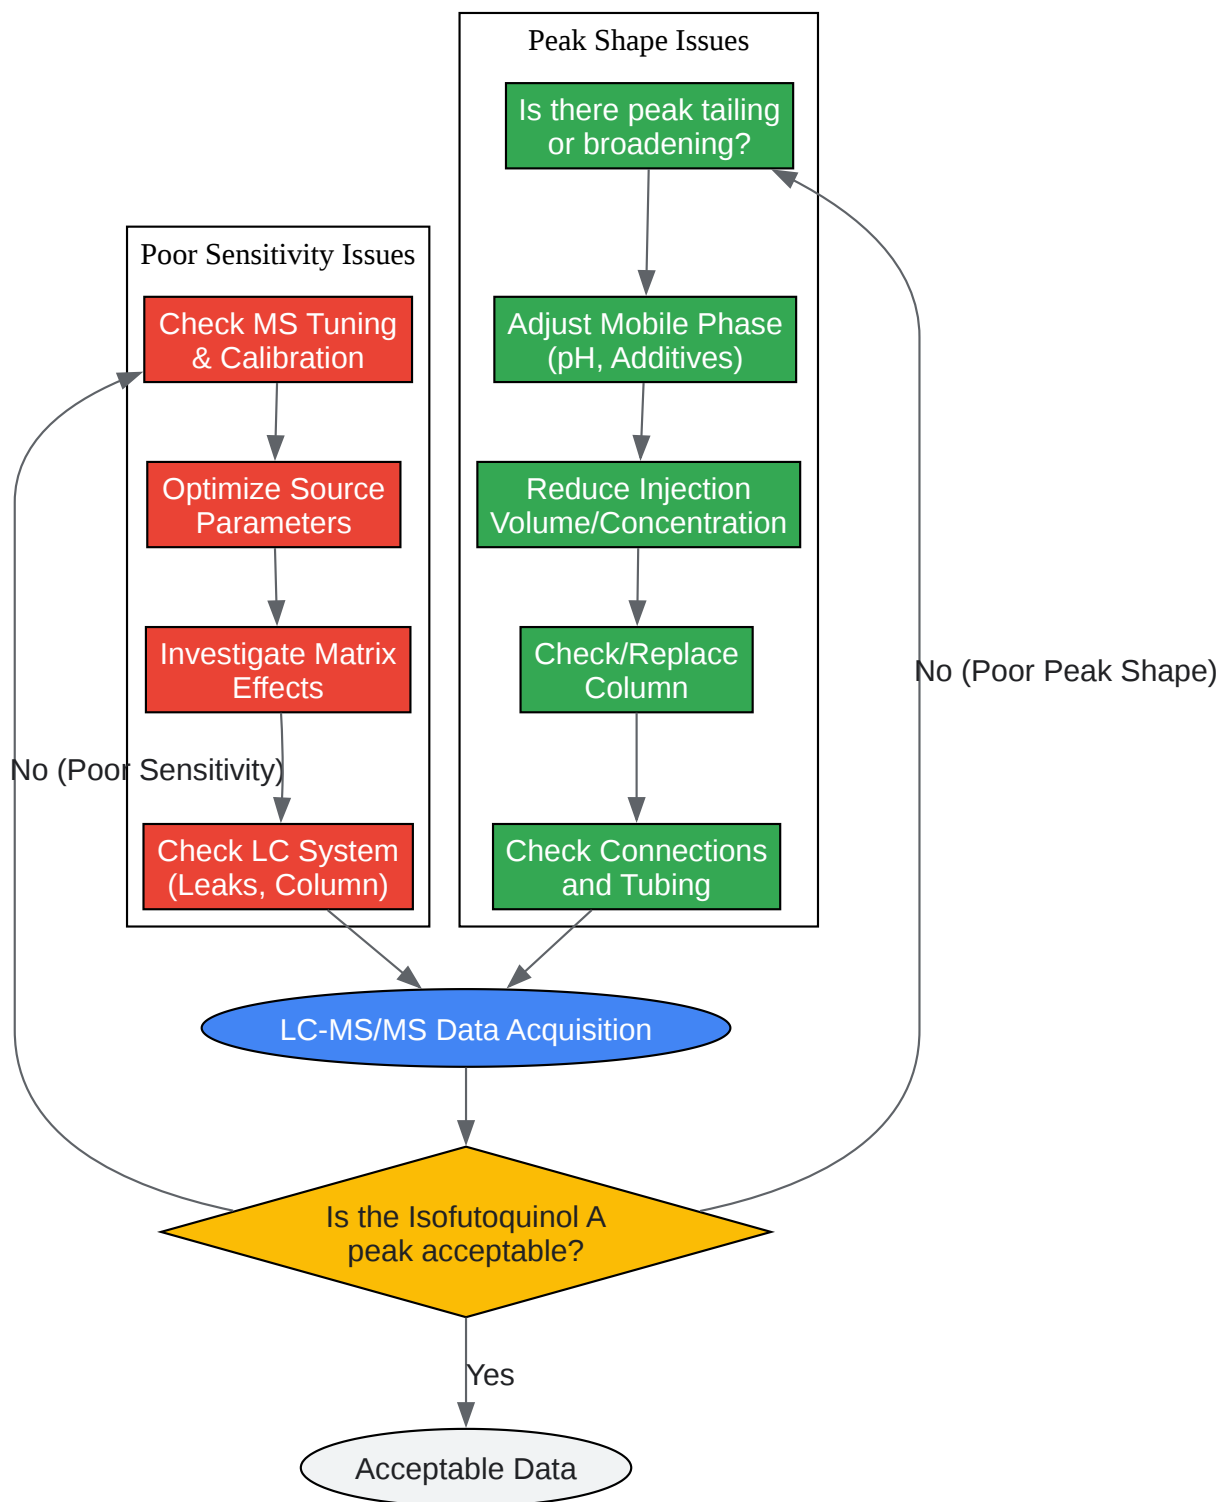 Peak Shape Issues
Is there peak tailing
or broadening?
Poor Sensitivity Issues
Check MS Tuning
& Calibration
Adjust Mobile Phase
(pH, Additives)
Optimize Source
Parameters
Reduce Injection
Volume/Concentration
Investigate Matrix
Effects
Check/Replace
Column
No (Poor Peak Shape)
No (Poor Sensitivity)
Check LC System
(Leaks, Column)
Check Connections
and Tubing
LC-MS/MS Data Acquisition
Is the Isofutoquinol A
peak acceptable?
Yes
Acceptable Data